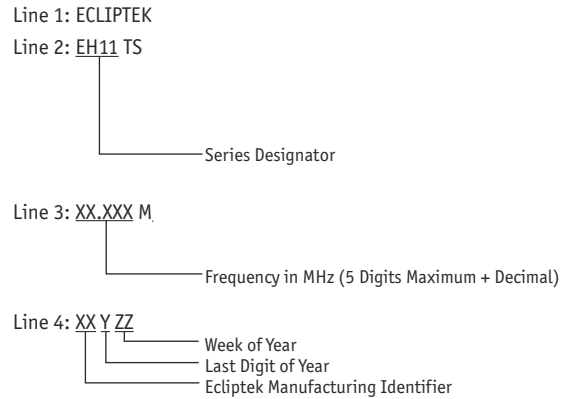 Line 1: ECLIPTEK
Line 2: EH11 TS
Series Designator
Line 3: XX.XXX M
Frequency in MHz (5 Digits Maximum + Decimal)
Line 4: XX Y ZZ
Week of Year
Last Digit of Year
Ecliptek Manufacturing Identifier